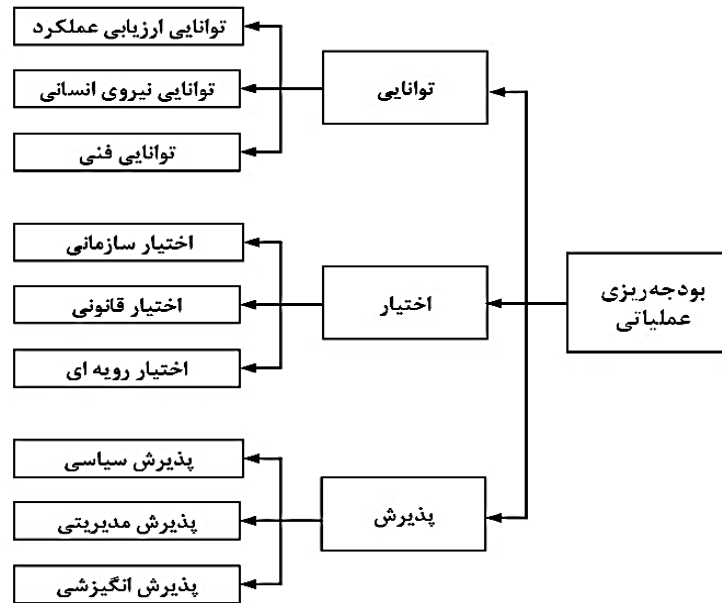 بودجه‌ریزی
عملیاتی
توانایی
توانایی ارزیابی عملکرد
توانایی نیروی انسانی
توانایی فنی
اختیار
اختیار سازمانی
اختیار قانونی
اختیار رویه ای
پذیرش
پذیرش سیاسی
پذیرش مدیریتی
پذیرش انگیزشی